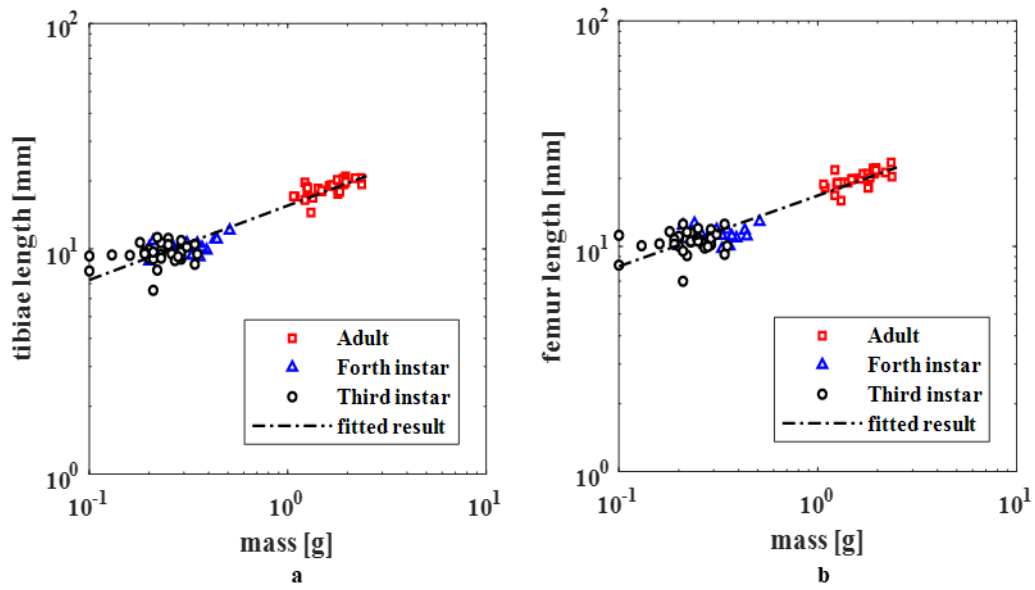 10²
10¹
10⁰
tibiae length [mm]
Adult
Forth instar
Third instar
fitted result
10⁻¹
10⁰
10¹
mass [g]
a
10²
10¹
10⁰
femur length [mm]
Adult
Forth instar
Third instar
fitted result
10⁻¹
10⁰
10¹
mass [g]
b